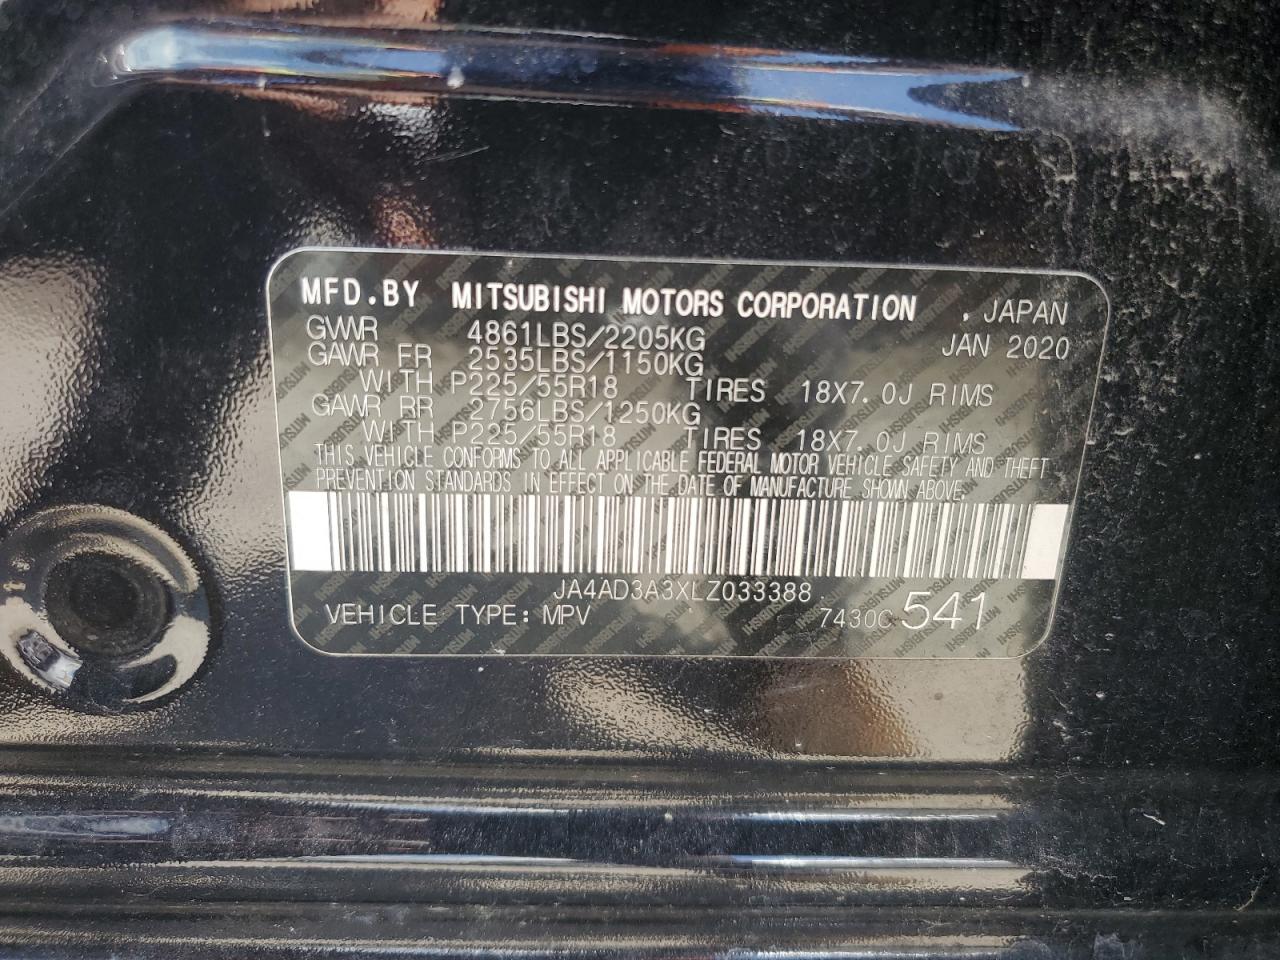 MFD.BY MITSUBISHI MOTORS CORPORATION . JAPAN
GVWR 4861LBS/2205KG JAN 2020
GAWR FR 2535LBS/1150KG
WITH P225/55R18 TIRES 18X7.0J RIMS
GAWR RR 2756LBS/1250KG
WITH P225/55R18 TIRES 18X7.0J RIMS
THIS VEHICLE CONFORMS TO ALL APPLICABLE FEDERAL MOTOR VEHICLE SAFETY AND THEFT
PREVENTION STANDARDS IN EFFECT ON THE DATE OF MANUFACTURE SHOWN ABOVE.
JA4AD3A3XLZ033388
VEHICLE TYPE: MPV 7430C 541